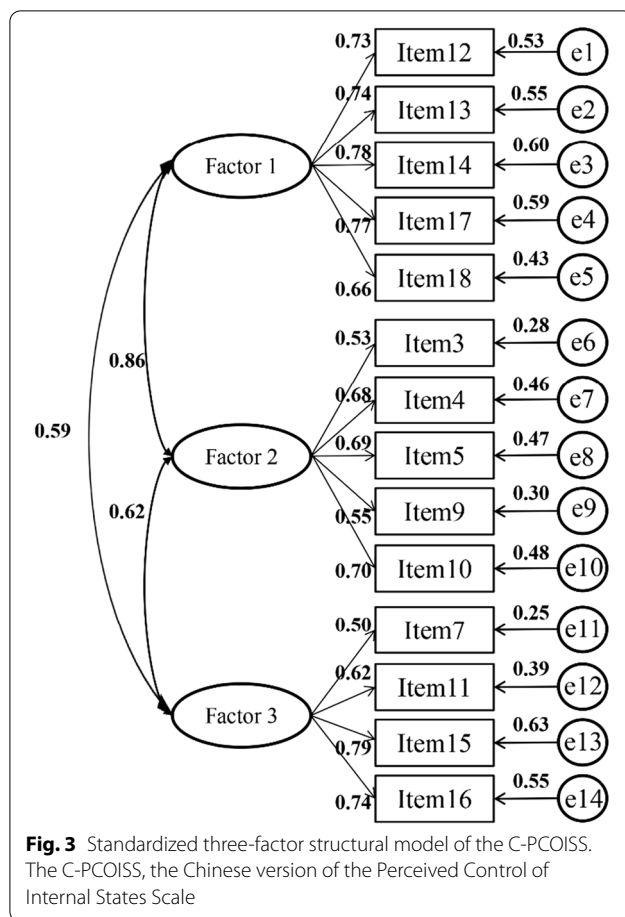 0.73 Item12 0.53 e1
0.74 Item13 0.55 e2
0.78 Item14 0.60 e3
Factor 1
0.77 Item17 0.59 e4
0.66 Item18 0.43 e5
0.53 Item3 0.28 e6
0.86
0.68 Item4 0.46 e7
0.59
0.69 Item5 0.47 e8
Factor 2
0.62
0.55 Item9 0.30 e9
0.70 Item10 0.48 e10
0.50 Item7 0.25 e11
0.62 Item11 0.39 e12
Factor 3
0.79 Item15 0.63 e13
0.74 Item16 0.55 e14
Fig. 3 Standardized three-factor structural model of the C-PCOISS.
The C-PCOISS, the Chinese version of the Perceived Control of
Internal States Scale